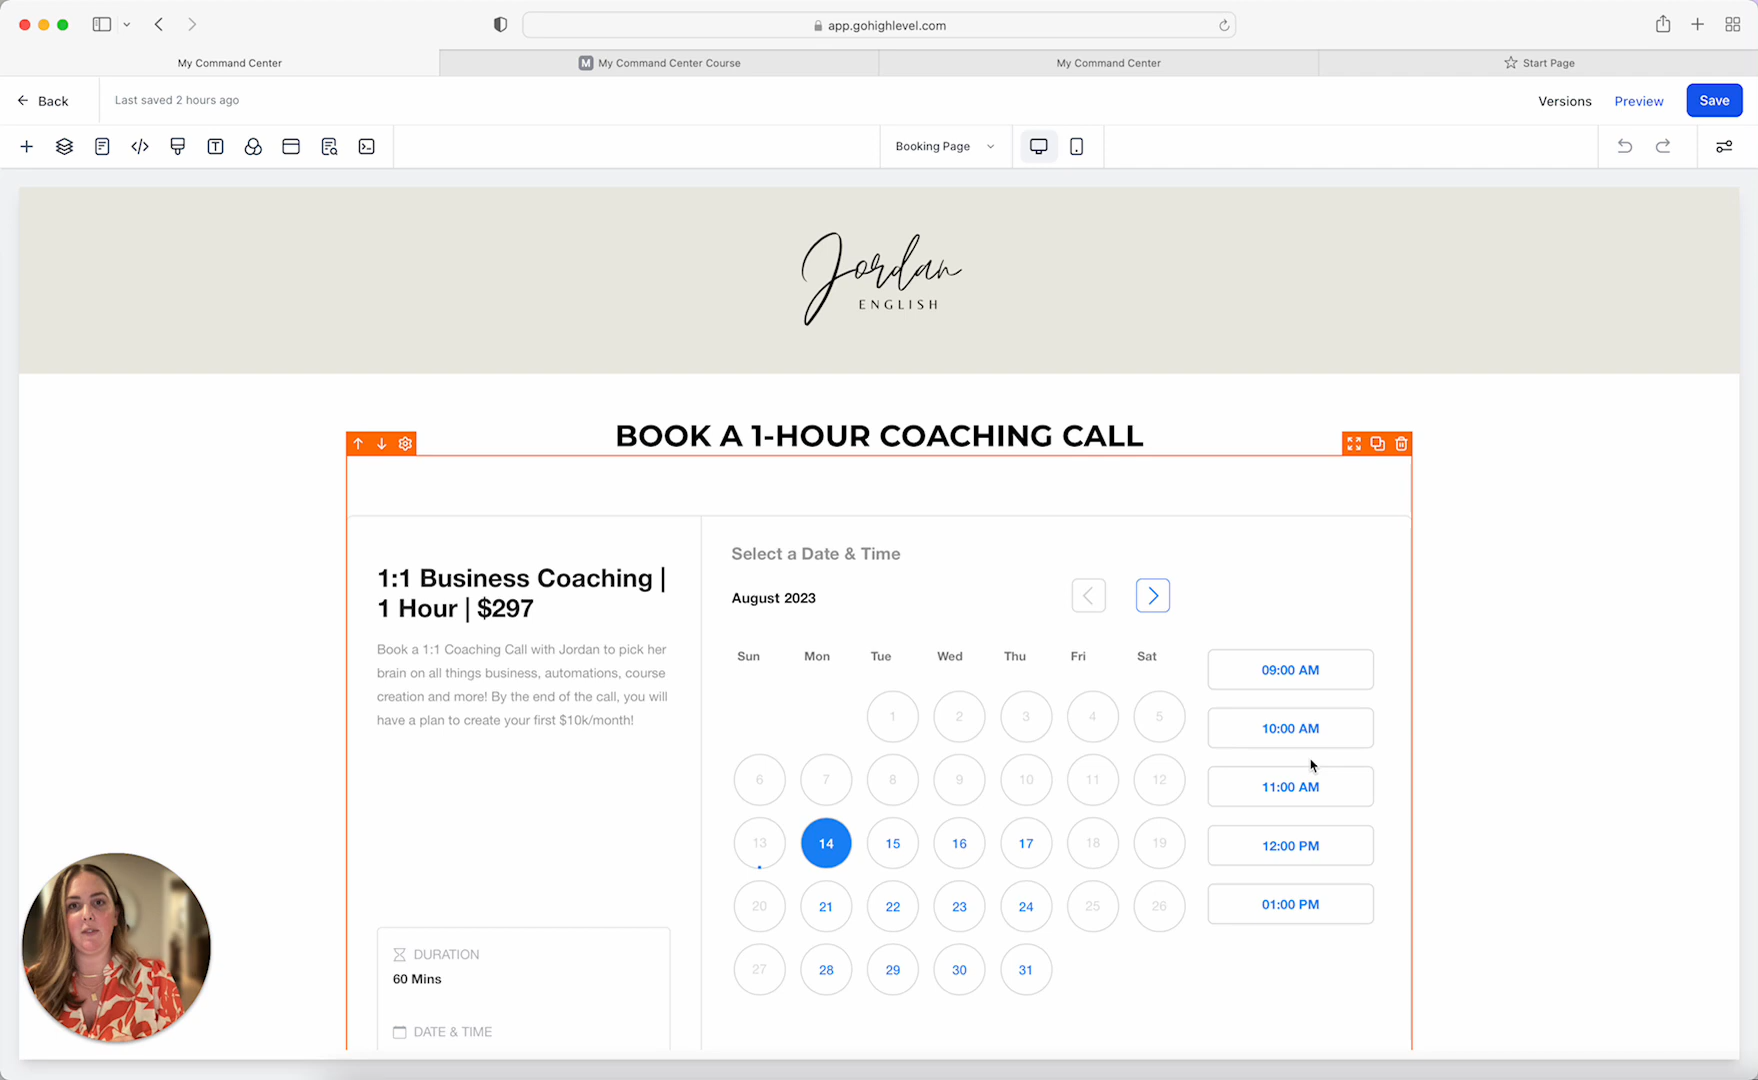 app.gohighlevel.com
My Command Center
M My Command Center Course
My Command Center
Start Page
Back
Last saved 2 hours ago
Versions
Preview
Save
Booking Page
Jordan
ENGLISH
BOOK A 1-HOUR COACHING CALL
1:1 Business Coaching |
1 Hour | $297
Book a 1:1 Coaching Call with Jordan to pick her
brain on all things business, automations, course
creation and more! By the end of the call, you will
have a plan to create your first $10k/month!
DURATION
60 Mins
DATE & TIME
Select a Date & Time
August 2023
Sun Mon Tue Wed Thu Fri Sat
1 2 3 4 5
6 7 8 9 10 11 12
13 14 15 16 17 18 19
20 21 22 23 24 25 26
27 28 29 30 31
09:00 AM
10:00 AM
11:00 AM
12:00 PM
01:00 PM